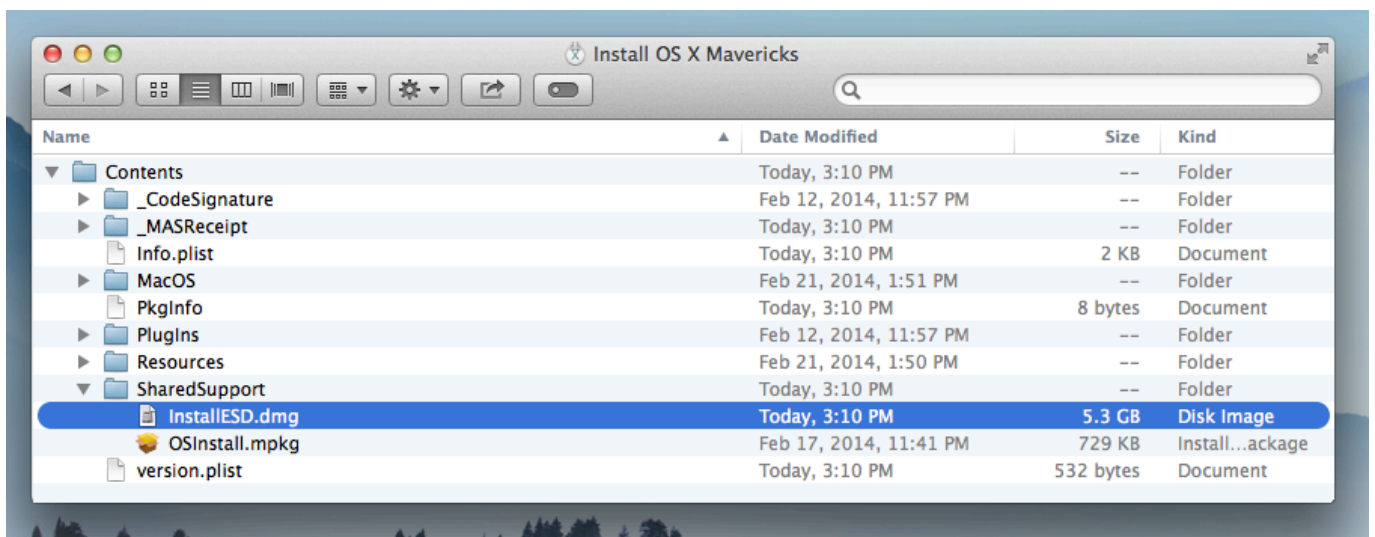 Install OS X Mavericks
Name Date Modified Size Kind
Contents Today, 3:10 PM -- Folder
_CodeSignature Feb 12, 2014, 11:57 PM -- Folder
_MASReceipt Today, 3:10 PM -- Folder
Info.plist Today, 3:10 PM 2 KB Document
MacOS Feb 21, 2014, 1:51 PM -- Folder
PkgInfo Today, 3:10 PM 8 bytes Document
PlugIns Feb 12, 2014, 11:57 PM -- Folder
Resources Feb 21, 2014, 1:50 PM -- Folder
SharedSupport Today, 3:10 PM -- Folder
InstallESD.dmg Today, 3:10 PM 5.3 GB Disk Image
OSInstall.mpkg Feb 17, 2014, 11:41 PM 729 KB Install...ackage
version.plist Today, 3:10 PM 532 bytes Document